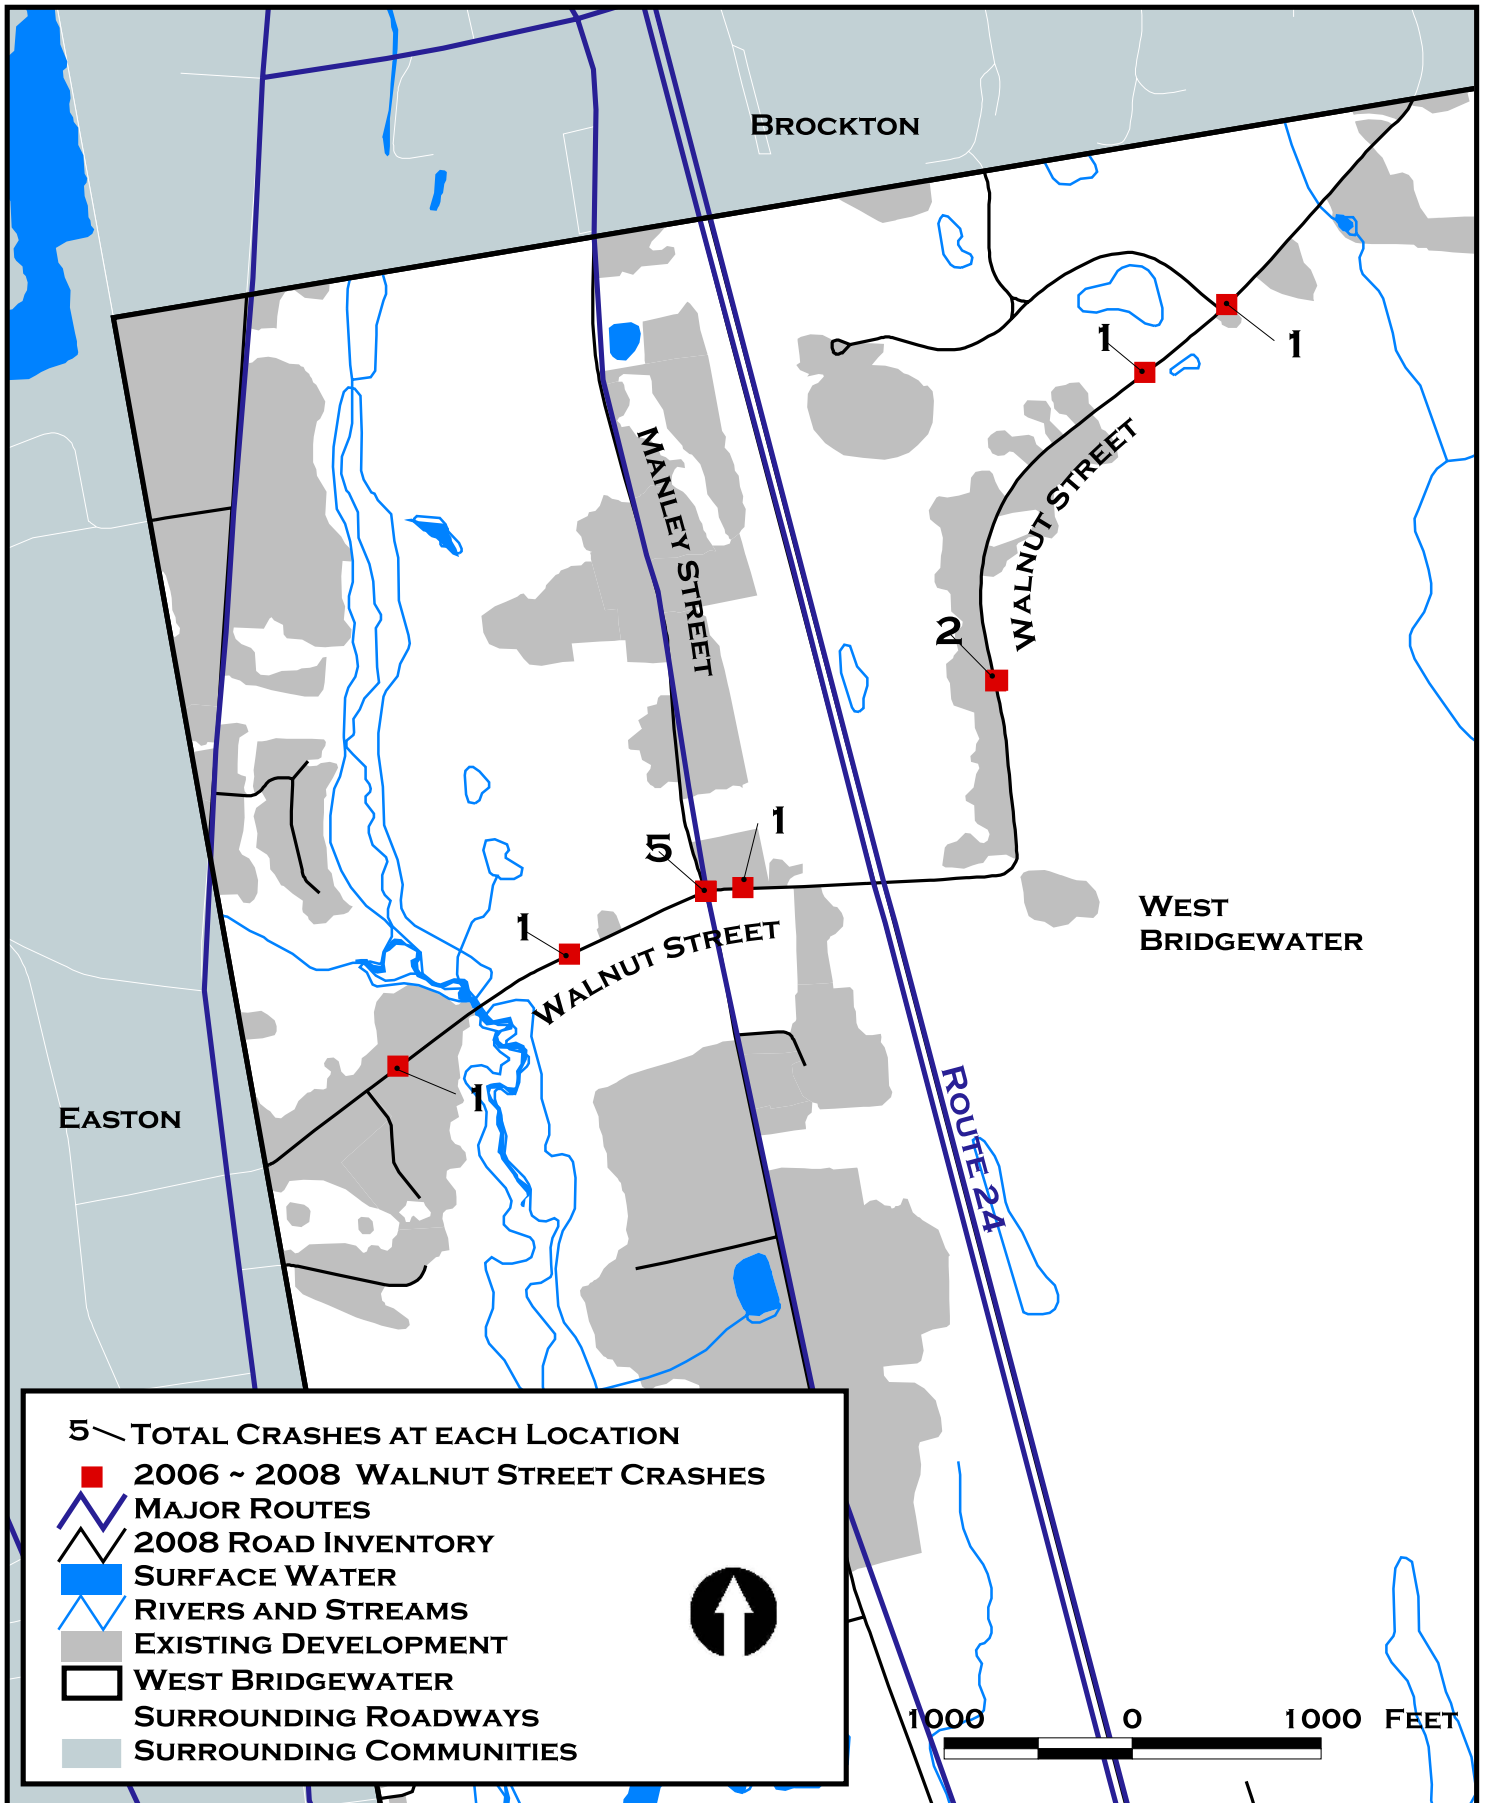 Brockton
1
1
Manley Street
Walnut Street
2
1
5
1
West
Bridgewater
Walnut Street
Route 24
1
Easton
5 Total Crashes at each Location
2006 ~ 2008 Walnut Street Crashes
Major Routes
2008 Road Inventory
Surface Water
Rivers and Streams
Existing Development
West Bridgewater
Surrounding Roadways
Surrounding Communities
1000 0 1000 Feet